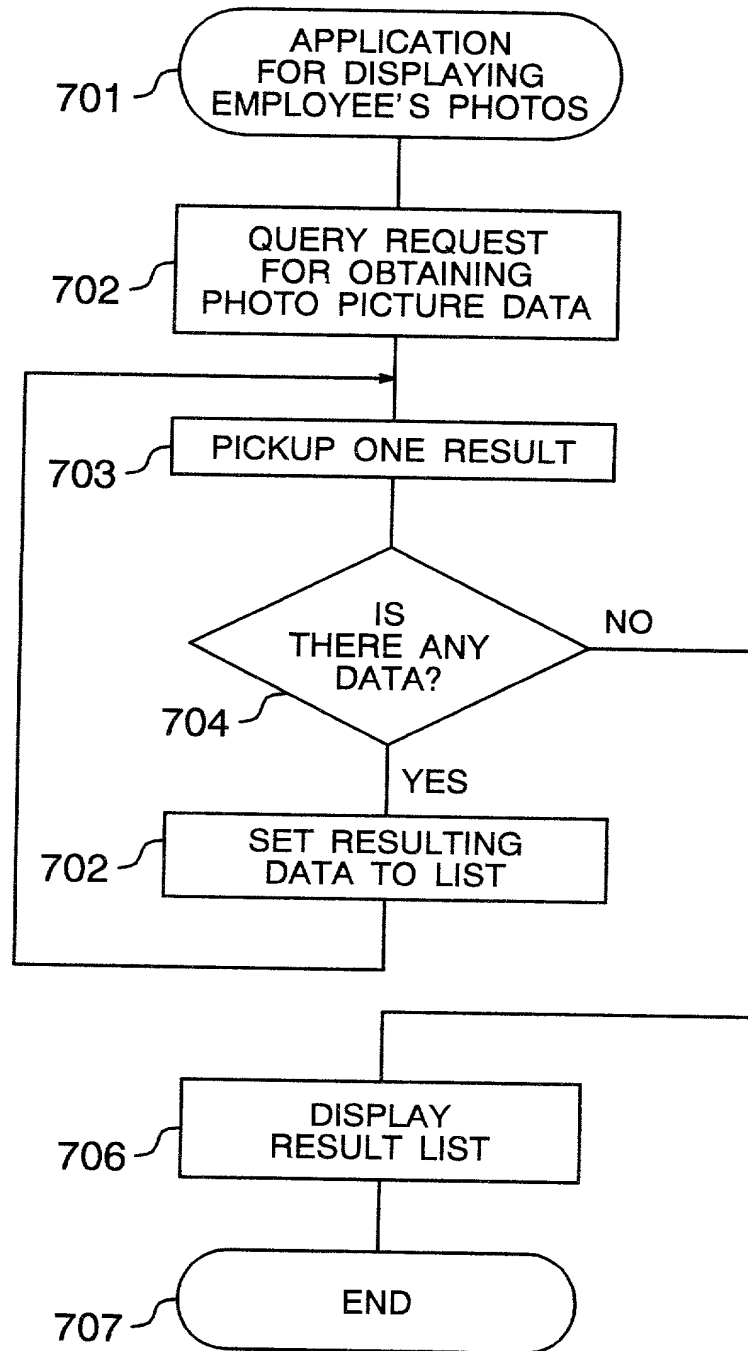 APPLICATION
FOR DISPLAYING
EMPLOYEE'S PHOTOS
701
QUERY REQUEST
FOR OBTAINING
PHOTO PICTURE DATA
702
PICKUP ONE RESULT
703
IS
THERE ANY
DATA?
NO
704
YES
SET RESULTING
DATA TO LIST
702
DISPLAY
RESULT LIST
706
END
707